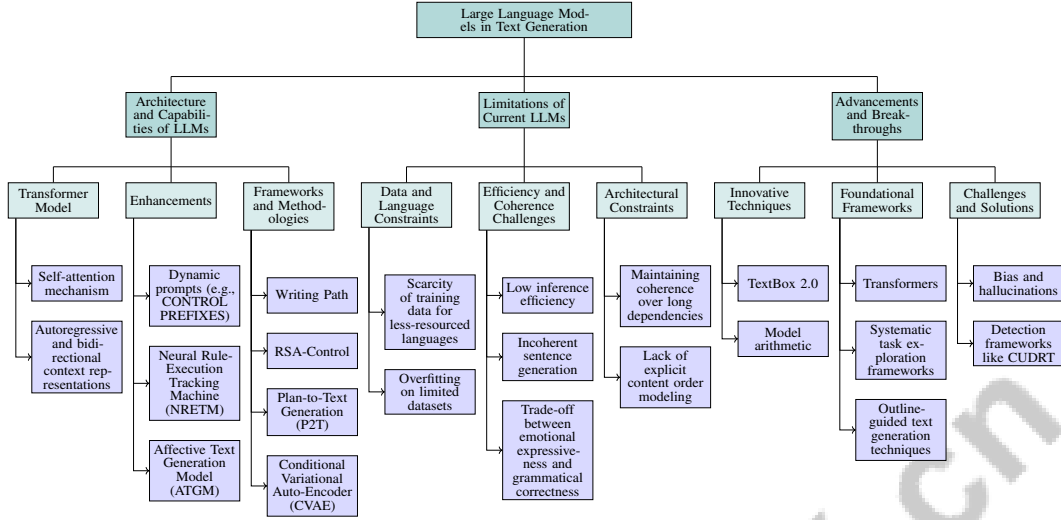 Large Language Mod-
els in Text Generation
Architecture
and Capabil-
ities of LLMs
Limitations of
Current LLMs
Advancements
and Break-
throughs
Transformer
Model
Enhancements
Frameworks
and Method-
ologies
Data and
Language
Constraints
Efficiency and
Coherence
Challenges
Architectural
Constraints
Innovative
Techniques
Foundational
Frameworks
Challenges
and Solutions
Self-attention
mechanism
Autoregressive
and bidi-
rectional
context rep-
resentations
Dynamic
prompts (e.g.,
CONTROL
PREFIXES)
Neural Rule-
Execution
Tracking
Machine
(NRETM)
Affective Text
Generation
Model
(ATGM)
Writing Path
RSA-Control
Plan-to-Text
Generation
(P2T)
Conditional
Variational
Auto-Encoder
(CVAE)
Scarcity
of training
data for
less-resourced
languages
Overfitting
on limited
datasets
Low inference
efficiency
Incoherent
sentence
generation
Trade-off
between
emotional
expressive-
ness and
grammatical
correctness
Maintaining
coherence
over long
dependencies
Lack of
explicit
content order
modeling
TextBox 2.0
Model
arithmetic
Transformers
Systematic
task explo-
ration
frameworks
Outline-
guided text
generation
techniques
Bias and
hallucinations
Detection
frameworks
like CUDRT
.cn